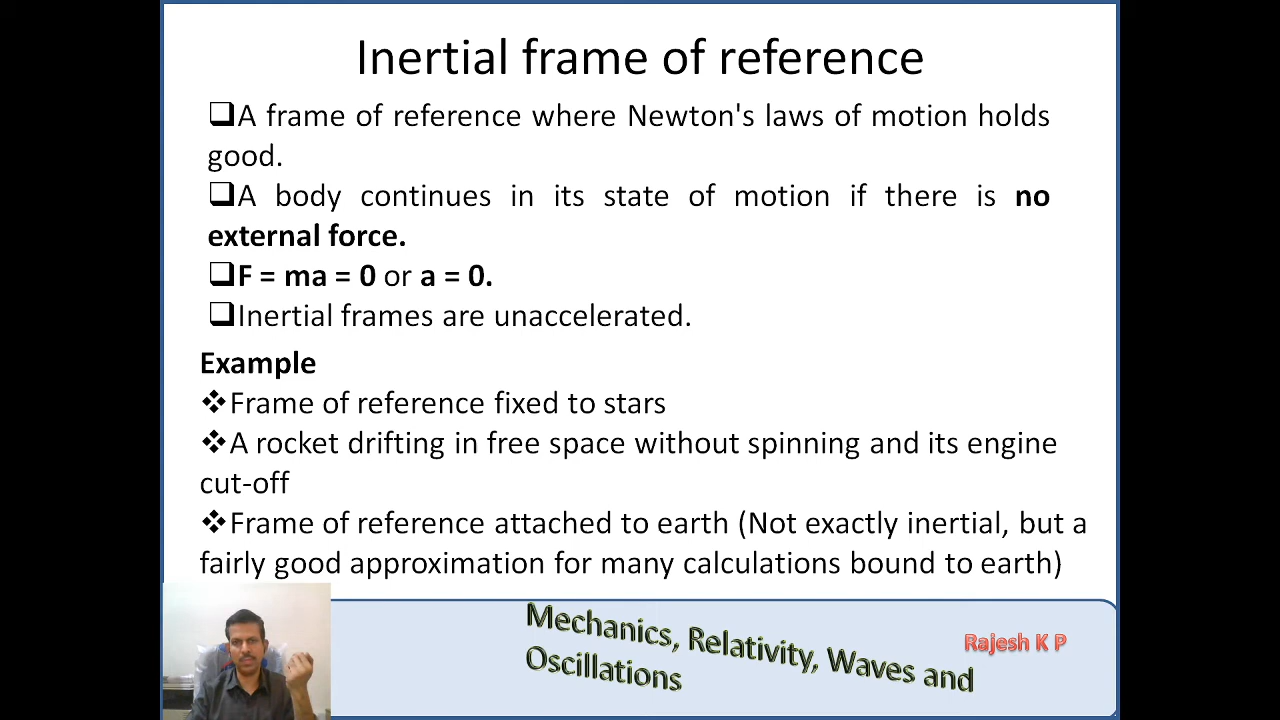 Inertial frame of reference
❑A frame of reference where Newton's laws of motion holds
good.
❑A body continues in its state of motion if there is no
external force.
❑F = ma = 0 or a = 0.
❑Inertial frames are unaccelerated.
Example
❖Frame of reference fixed to stars
❖A rocket drifting in free space without spinning and its engine
cut-off
❖Frame of reference attached to earth (Not exactly inertial, but a
fairly good approximation for many calculations bound to earth)
Mechanics, Relativity, Waves and
Oscillations
Rajesh K P